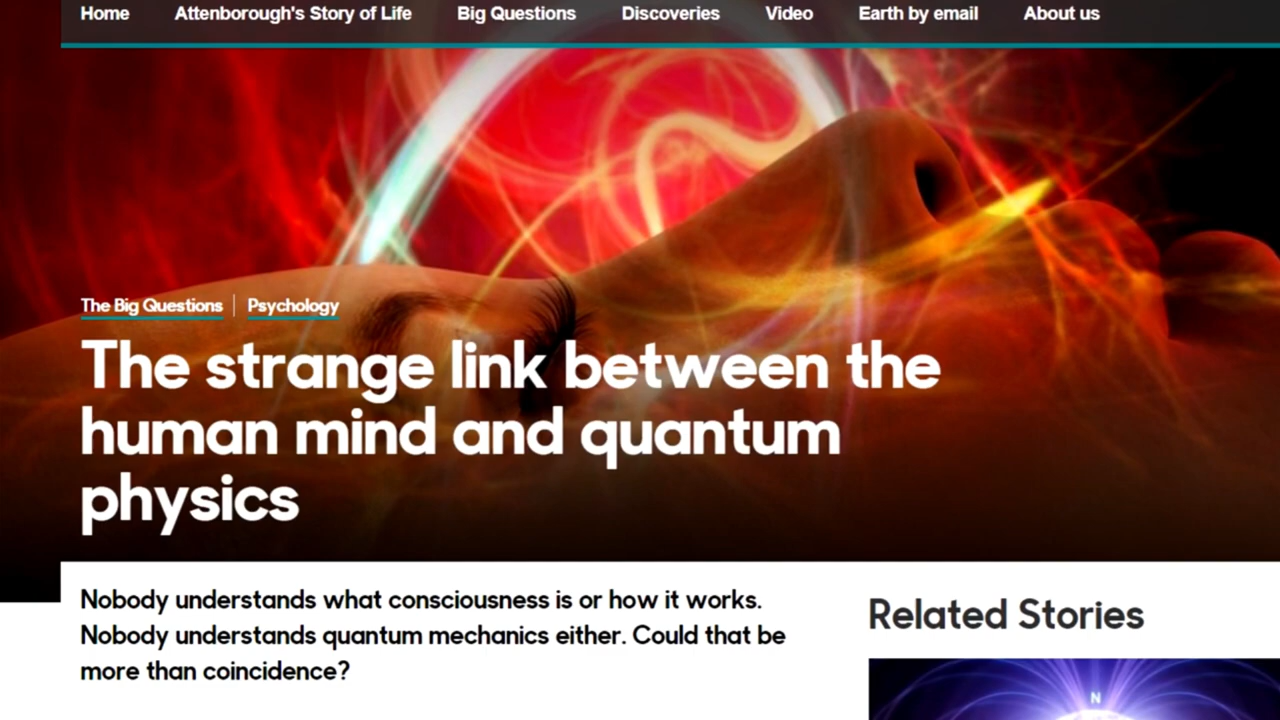 Home Attenborough's Story of Life Big Questions Discoveries Video Earth by email About us
The Big Questions Psychology
The strange link between the
human mind and quantum
physics
Nobody understands what consciousness is or how it works.
Nobody understands quantum mechanics either. Could that be
more than coincidence?
Related Stories
N